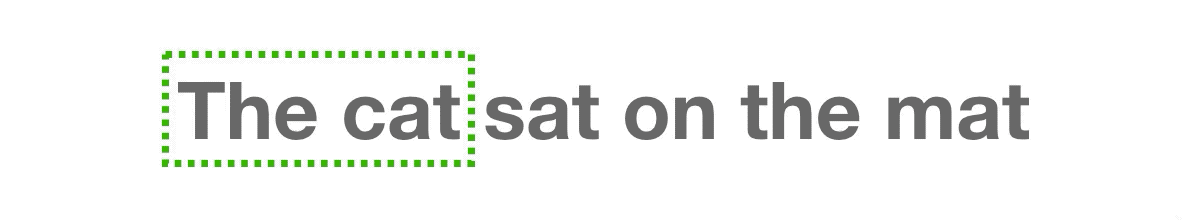 The cat sat on the mat